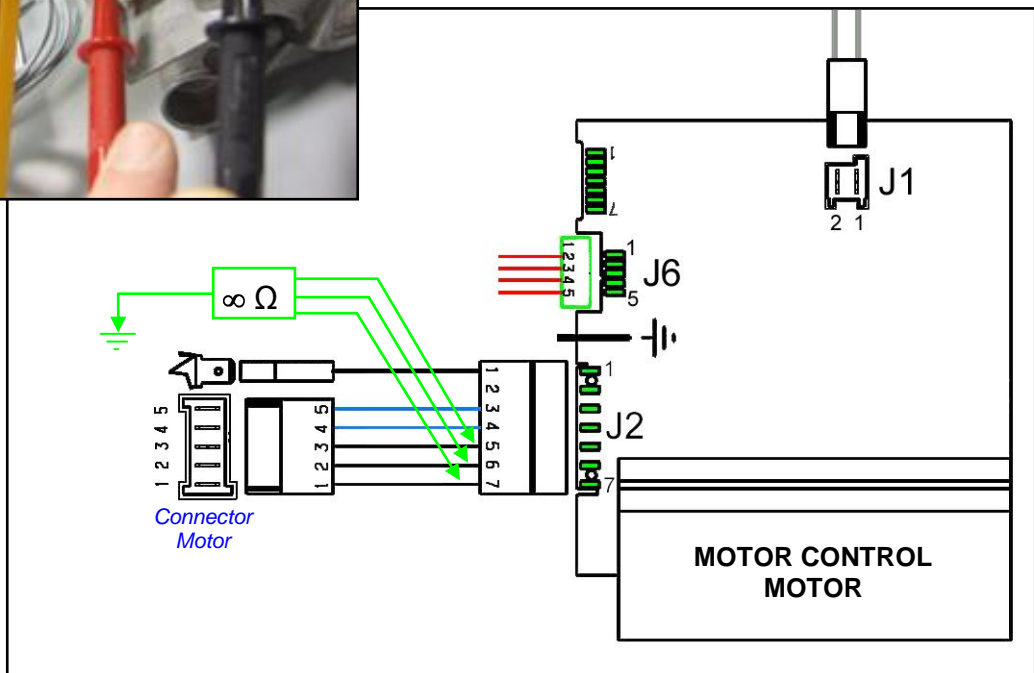 1
7
J1
2 1
1 2 3 4 5
1
5
J6
∞ Ω
1 2 3 4 5 6 7
1
7
J2
5 4 3 2 1
1 2 3 4 5
Connector
Motor
MOTOR CONTROL
MOTOR